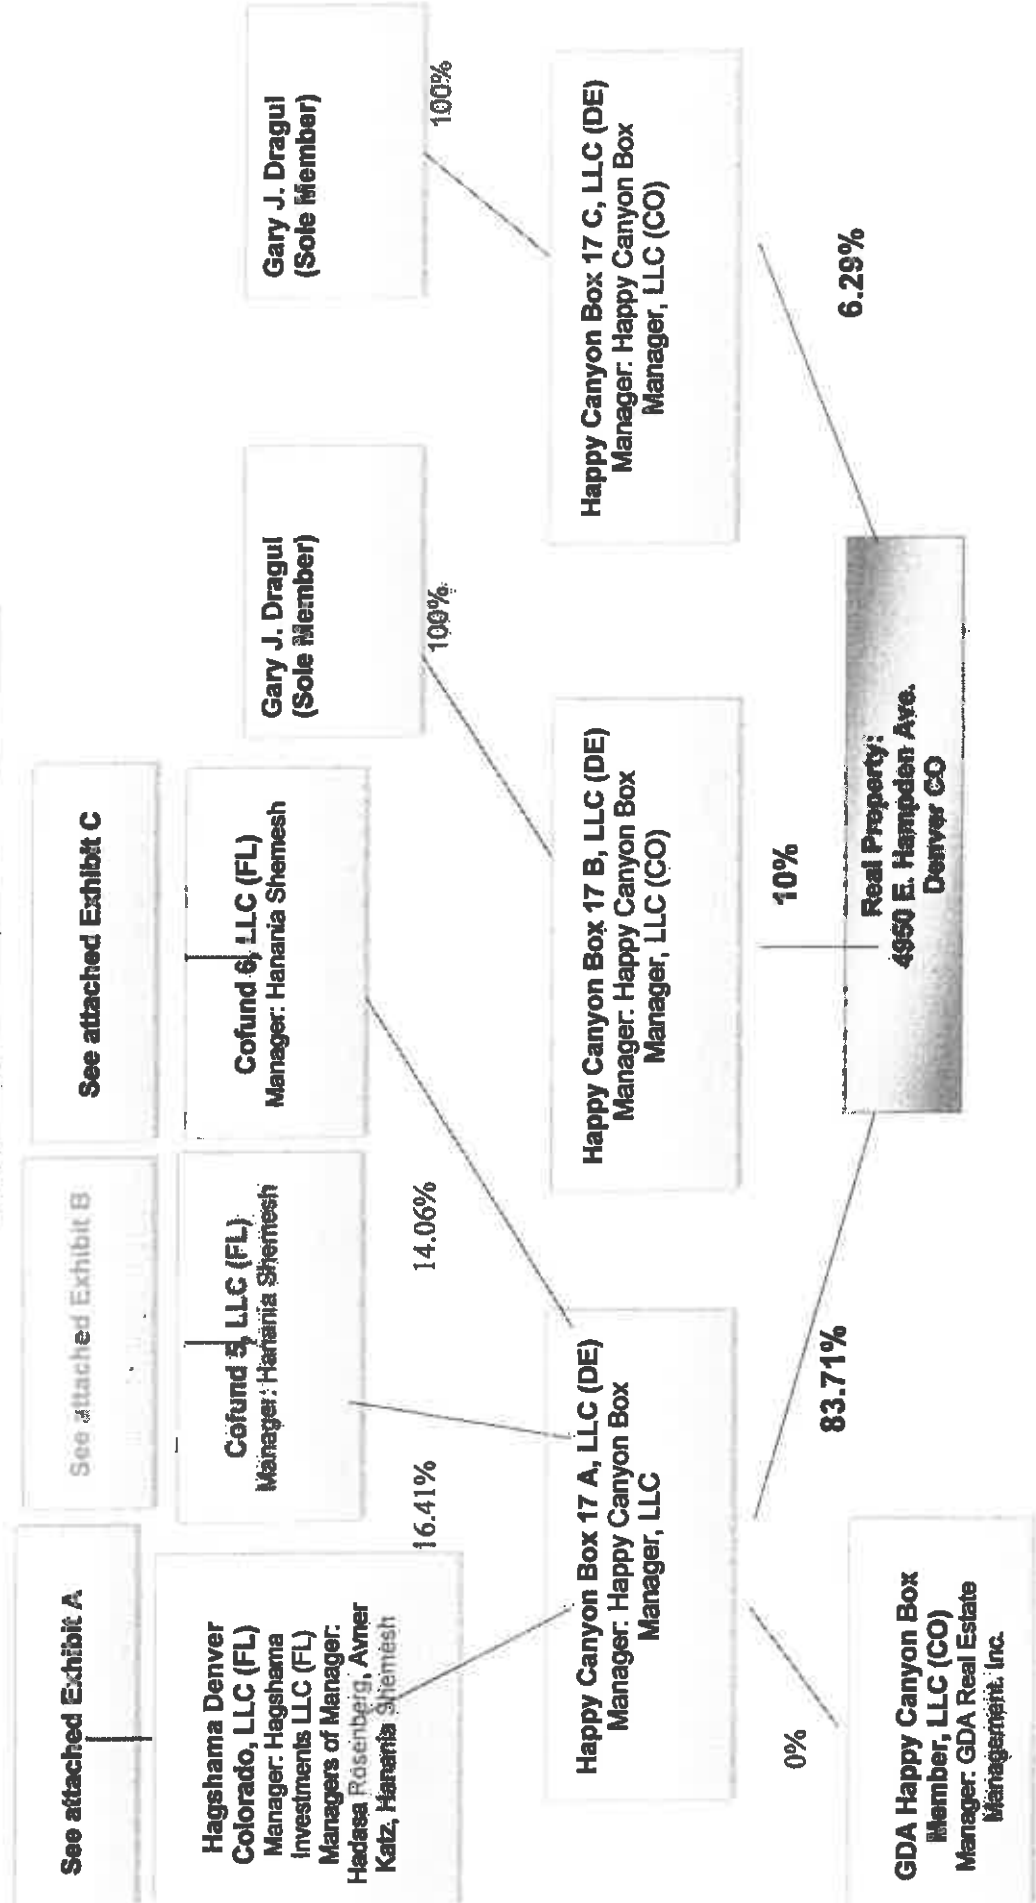 See attached Exhibit A
See attached Exhibit B
See attached Exhibit C
Hagshama Denver
Colorado, LLC (FL)
Manager: Hagshama
Investments LLC (FL)
Managers of Manager:
Hadasa Rosenberg, Avner
Katz, Hanania Shemesh
Cofund 5, LLC (FL)
Manager: Hanania Shemesh
Cofund 6, LLC (FL)
Manager: Hanania Shemesh
Gary J. Dragul
(Sole Member)
Gary J. Dragul
(Sole Member)
16.41%
14.06%
100%
100%
Happy Canyon Box 17 A, LLC (DE)
Manager: Happy Canyon Box
Manager, LLC
Happy Canyon Box 17 B, LLC (DE)
Manager: Happy Canyon Box
Manager, LLC (CO)
Happy Canyon Box 17 C, LLC (DE)
Manager: Happy Canyon Box
Manager, LLC (CO)
0%
83.71%
10%
6.29%
GDA Happy Canyon Box
Member, LLC (CO)
Manager: GDA Real Estate
Management, Inc.
Real Property:
4950 E. Hampden Ave.
Denver CO